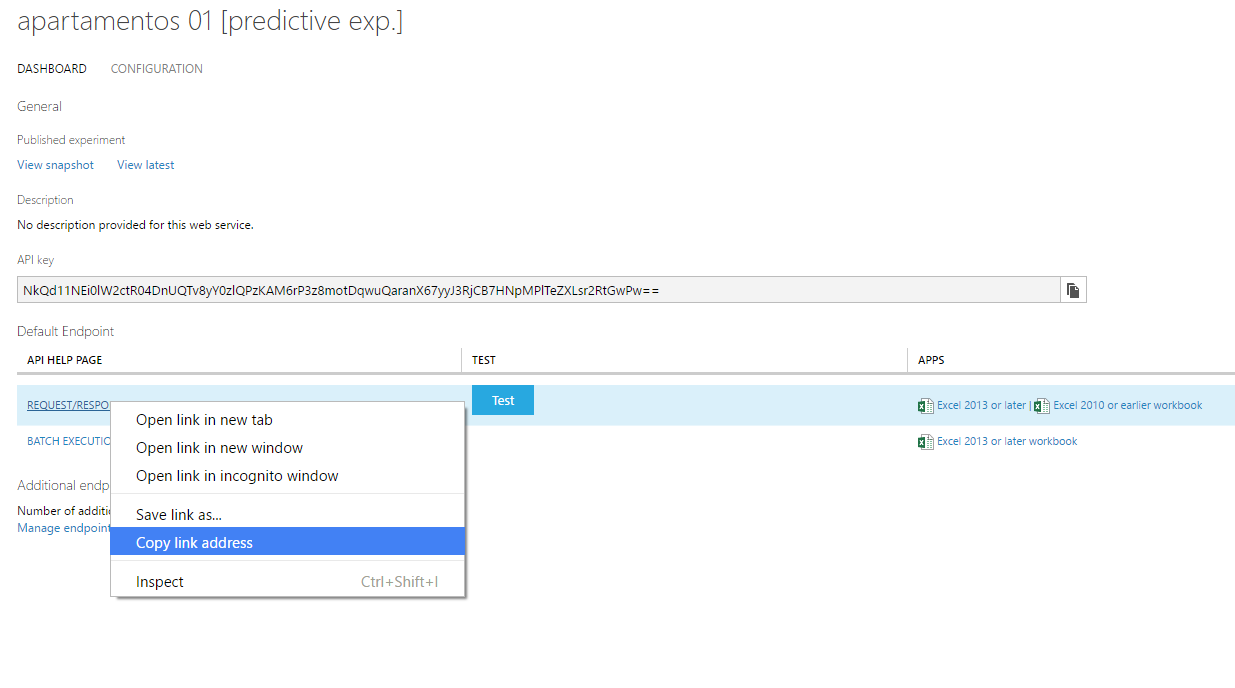 apartamentos 01 [predictive exp.]
DASHBOARD CONFIGURATION
General
Published experiment
View snapshot View latest
Description
No description provided for this web service.
API key
NkQd11NEi0lW2ctR04DnUQTv8yY0zlQPzKAM6rP3z8motDqwuQaranX67yyJ3RjCB7HNpMPlTeZXLsr2RtGwPw==
Default Endpoint
API HELP PAGE TEST APPS
REQUEST/RESPO Test Excel 2013 or later | Excel 2010 or earlier workbook
BATCH EXECUTIO Excel 2013 or later workbook
Additional endp
Number of additi
Manage endpoint
Open link in new tab
Open link in new window
Open link in incognito window
Save link as...
Copy link address
Inspect Ctrl+Shift+I